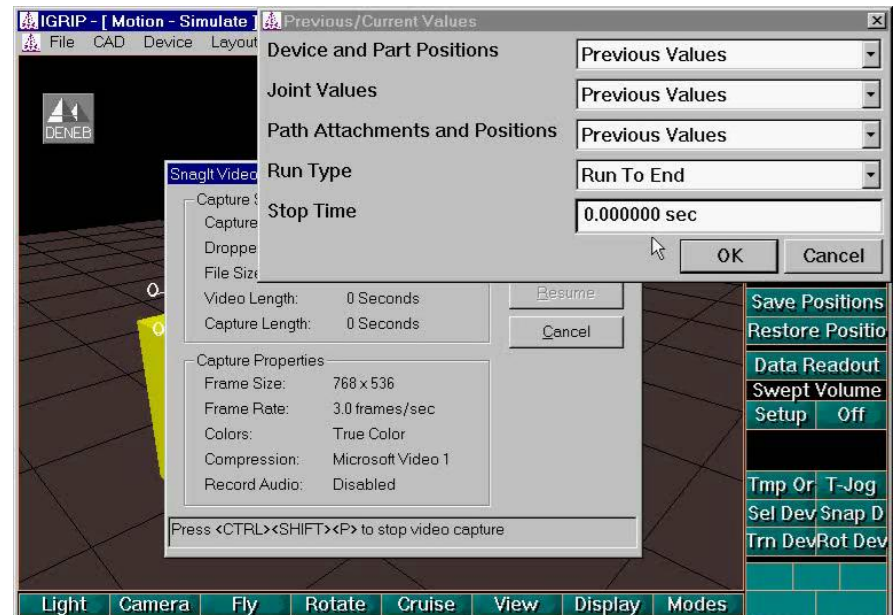 IGRIP - [ Motion - Simulate ]
File CAD Device Layout
DENEB
Previous/Current Values
Device and Part Positions Previous Values
Joint Values Previous Values
Path Attachments and Positions Previous Values
Run Type Run To End
Stop Time 0.000000 sec
OK Cancel
SnagIt Video
Capture
Capture
Droppe
File Size
Video Length: 0 Seconds
Capture Length: 0 Seconds
Resume
Cancel
Capture Properties
Frame Size: 768 x 536
Frame Rate: 3.0 frames/sec
Colors: True Color
Compression: Microsoft Video 1
Record Audio: Disabled
Press <CTRL><SHIFT><P> to stop video capture
Save Positions
Restore Positio
Data Readout
Swept Volume
Setup Off
Tmp Or T-Jog
Sel Dev Snap D
Trn Dev Rot Dev
Light Camera Fly Rotate Cruise View Display Modes